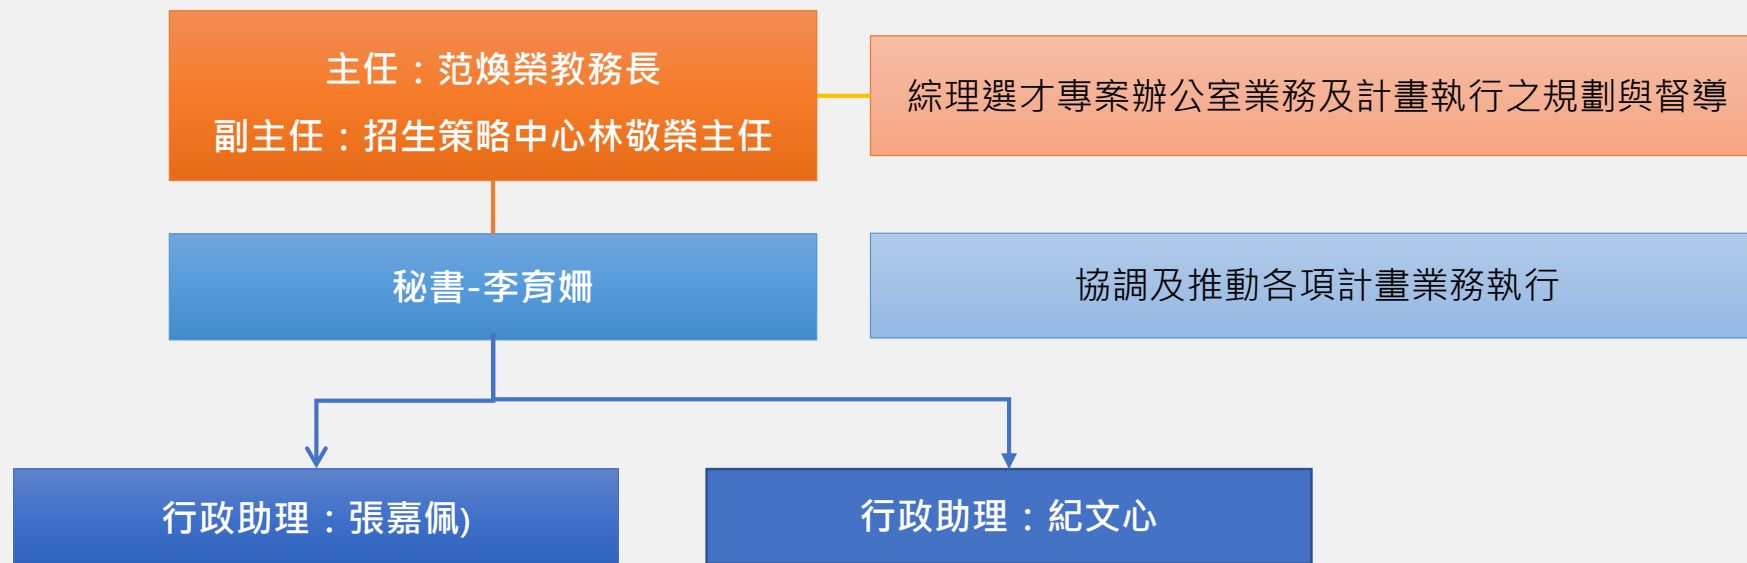 主任：范煥榮教務長
副主任：招生策略中心林敬榮主任
綜理選才專案辦公室業務及計畫執行之規劃與督導
秘書-李育姍
協調及推動各項計畫業務執行
行政助理：張嘉佩)
行政助理：紀文心